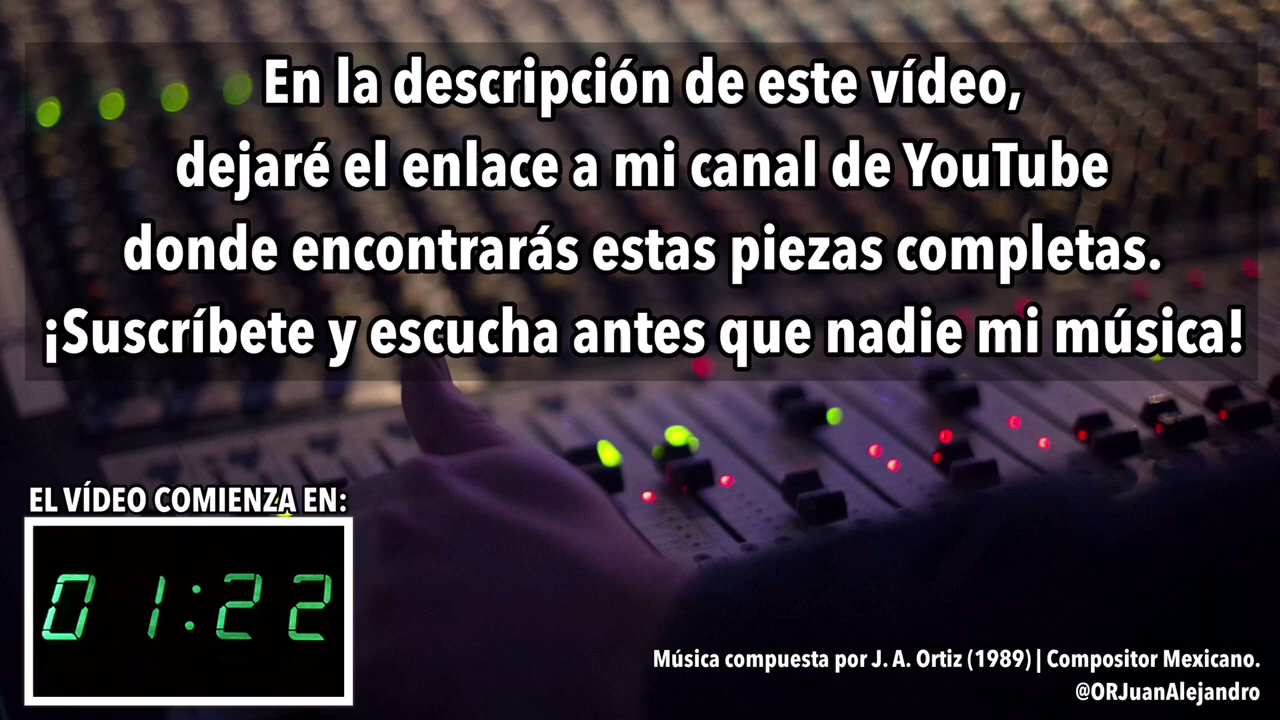 En la descripción de este vídeo,
dejaré el enlace a mi canal de YouTube
donde encontrarás estas piezas completas.
¡Suscríbete y escucha antes que nadie mi música!
EL VÍDEO COMIENZA EN:
01:22
Música compuesta por J. A. Ortiz (1989) | Compositor Mexicano.
@ORJuanAlejandro